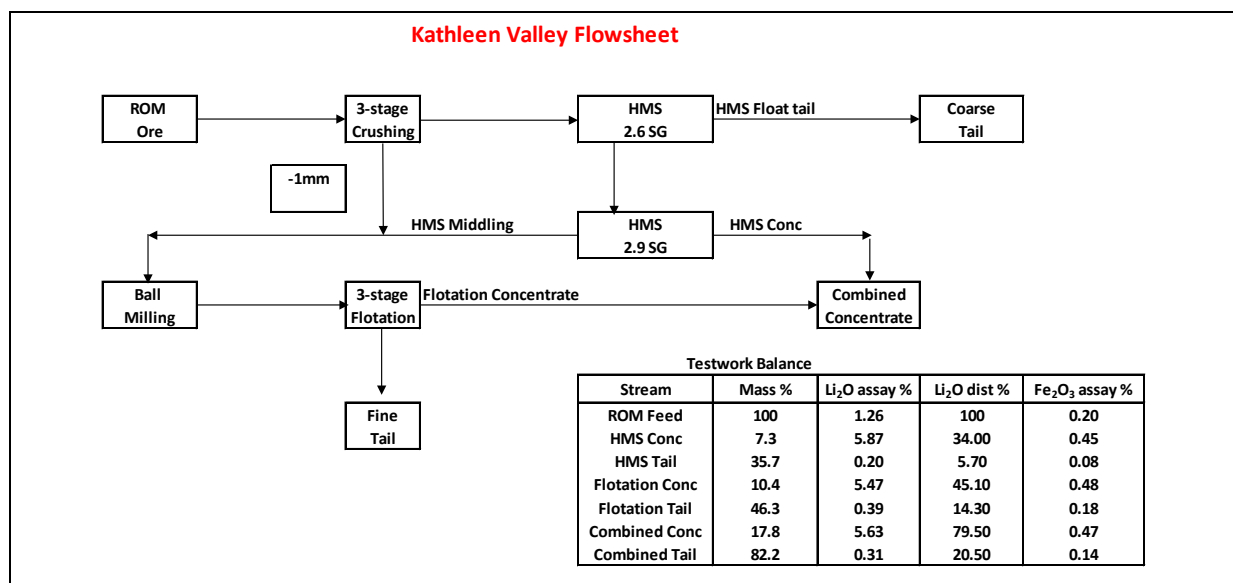 Kathleen Valley Flowsheet
ROM
Ore
3-stage
Crushing
HMS
2.6 SG
HMS Float tail
Coarse
Tail
-1mm
HMS Middling
HMS
2.9 SG
HMS Conc
Ball
Milling
3-stage
Flotation
Flotation Concentrate
Combined
Concentrate
Fine
Tail
Testwork Balance
Stream Mass % Li₂O assay % Li₂O dist % Fe₂O₃ assay %
ROM Feed 100 1.26 100 0.20
HMS Conc 7.3 5.87 34.00 0.45
HMS Tail 35.7 0.20 5.70 0.08
Flotation Conc 10.4 5.47 45.10 0.48
Flotation Tail 46.3 0.39 14.30 0.18
Combined Conc 17.8 5.63 79.50 0.47
Combined Tail 82.2 0.31 20.50 0.14